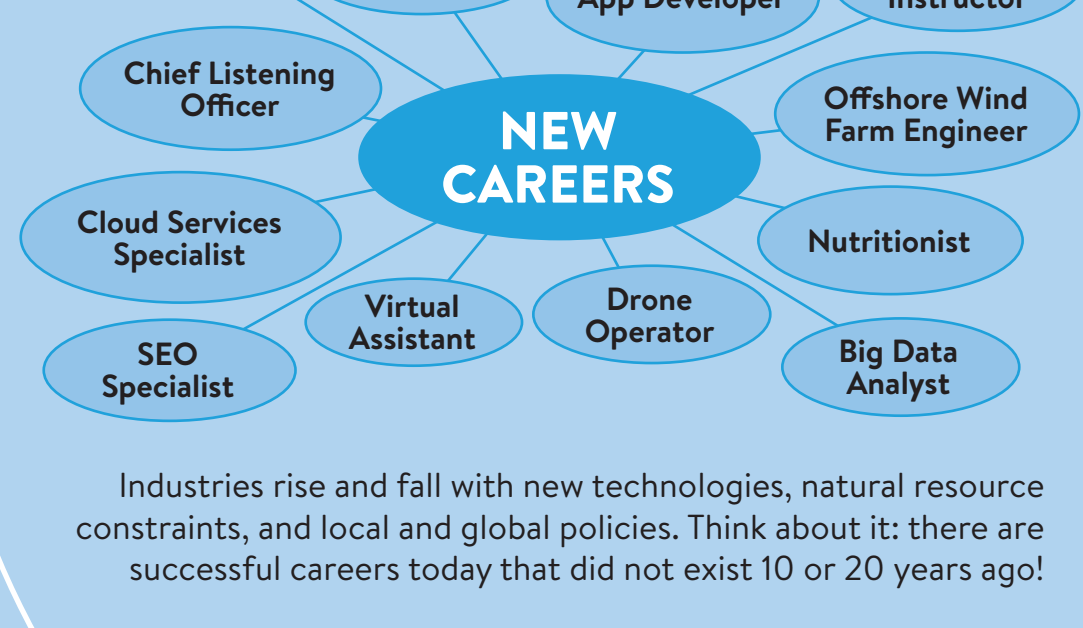 App Developer
Instructor
Chief Listening
Officer
NEW
CAREERS
Offshore Wind
Farm Engineer
Cloud Services
Specialist
Nutritionist
Virtual
Assistant
Drone
Operator
SEO
Specialist
Big Data
Analyst
Industries rise and fall with new technologies, natural resource
constraints, and local and global policies. Think about it: there are
successful careers today that did not exist 10 or 20 years ago!